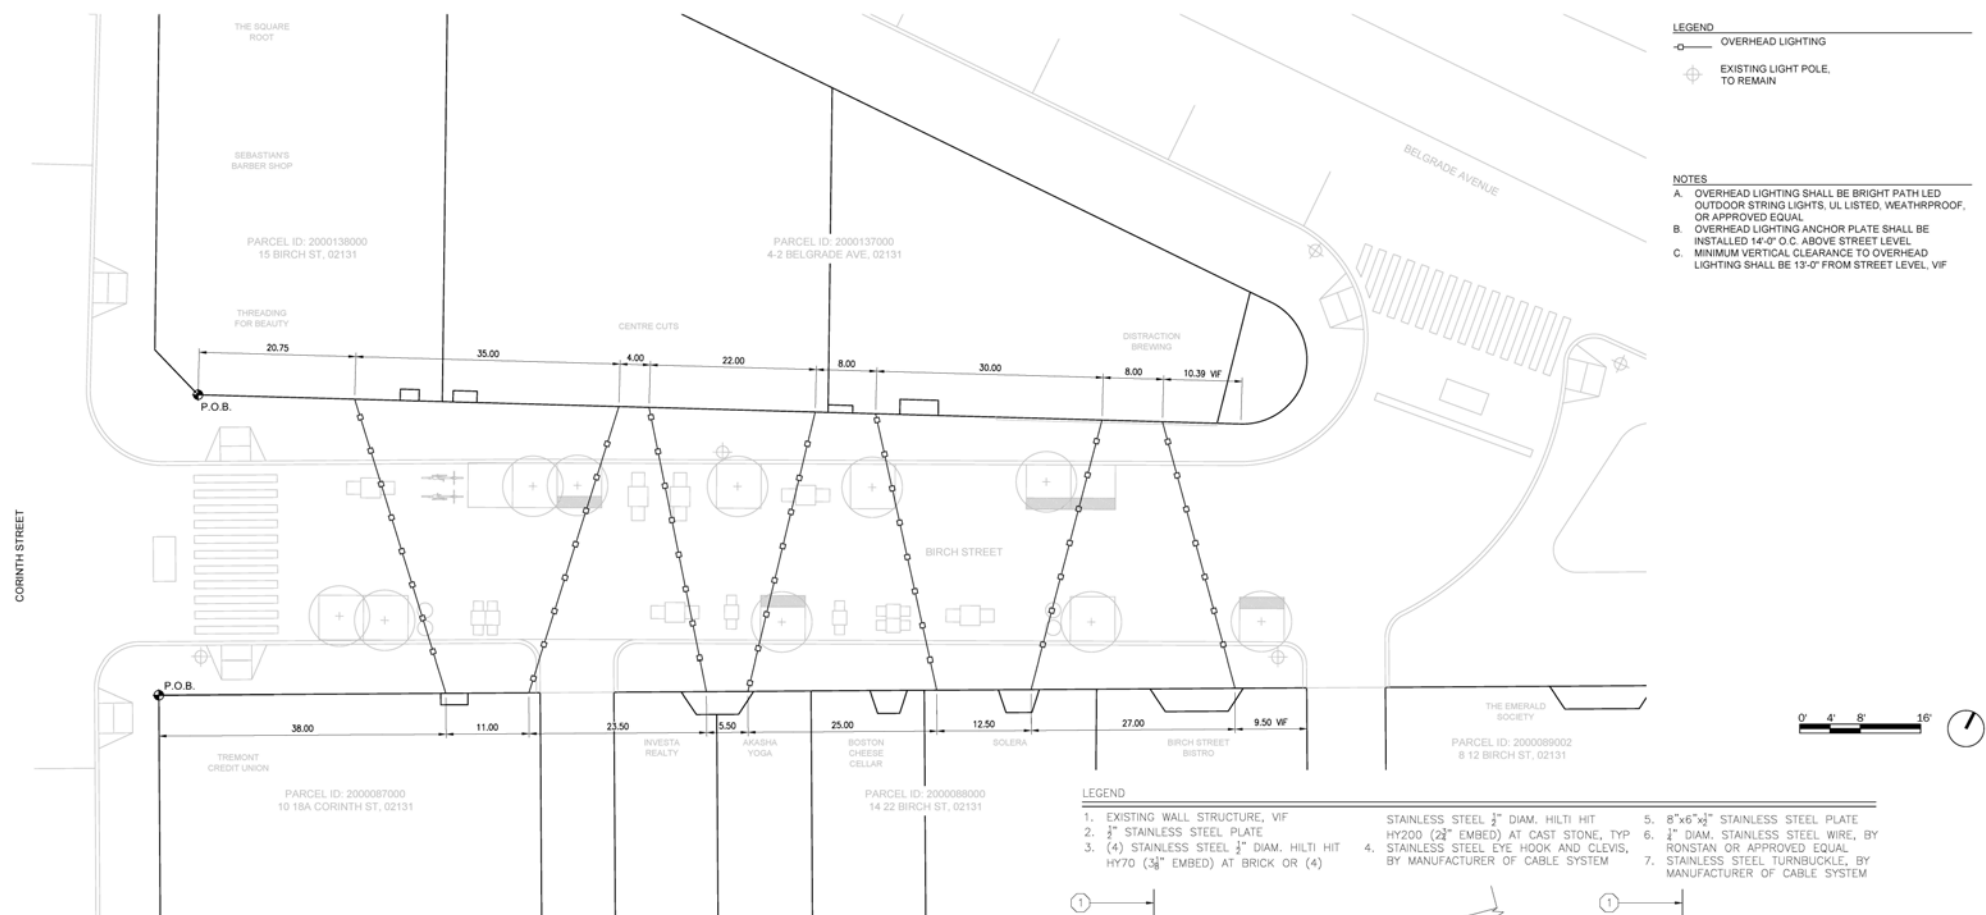 THE SQUARE
ROOT
SEBASTIAN'S
BARBER SHOP
PARCEL ID: 2000138000
15 BIRCH ST, 02131
PARCEL ID: 2000137000
4-2 BELGRADE AVE, 02131
THREADING
FOR BEAUTY
CENTRE CUTS
DISTRACTION
BREWING
BELGRADE AVENUE
20.75
35.00
4.00
22.00
8.00
30.00
8.00
10.39 VIF
P.O.B.
BIRCH STREET
CORINTH STREET
P.O.B.
38.00
11.00
23.50
5.50
25.00
12.50
27.00
9.50 VIF
TREMONT
CREDIT UNION
INVESTA
REALTY
AKASHA
YOGA
BOSTON
CHEESE
CELLAR
SOLERA
BIRCH STREET
BISTRO
THE EMERALD
SOCIETY
PARCEL ID: 2000087000
10 18A CORINTH ST, 02131
PARCEL ID: 2000088000
14 22 BIRCH ST, 02131
PARCEL ID: 2000089002
8 12 BIRCH ST, 02131
LEGEND
OVERHEAD LIGHTING
EXISTING LIGHT POLE,
TO REMAIN
NOTES
A. OVERHEAD LIGHTING SHALL BE BRIGHT PATH LED
OUTDOOR STRING LIGHTS, UL LISTED, WEATHRPROOF,
OR APPROVED EQUAL
B. OVERHEAD LIGHTING ANCHOR PLATE SHALL BE
INSTALLED 14'-0" O.C. ABOVE STREET LEVEL
C. MINIMUM VERTICAL CLEARANCE TO OVERHEAD
LIGHTING SHALL BE 13'-0" FROM STREET LEVEL, VIF
0' 4' 8' 16'
LEGEND
1. EXISTING WALL STRUCTURE, VIF
2. ½" STAINLESS STEEL PLATE
3. (4) STAINLESS STEEL ½" DIAM. HILTI HIT
HY70 (3⅛" EMBED) AT BRICK OR (4)
STAINLESS STEEL ½" DIAM. HILTI HIT
HY200 (2¾" EMBED) AT CAST STONE, TYP
4. STAINLESS STEEL EYE HOOK AND CLEVIS,
BY MANUFACTURER OF CABLE SYSTEM
5. 8"x6"x½" STAINLESS STEEL PLATE
6. ¼" DIAM. STAINLESS STEEL WIRE, BY
RONSTAN OR APPROVED EQUAL
7. STAINLESS STEEL TURNBUCKLE, BY
MANUFACTURER OF CABLE SYSTEM
1
1